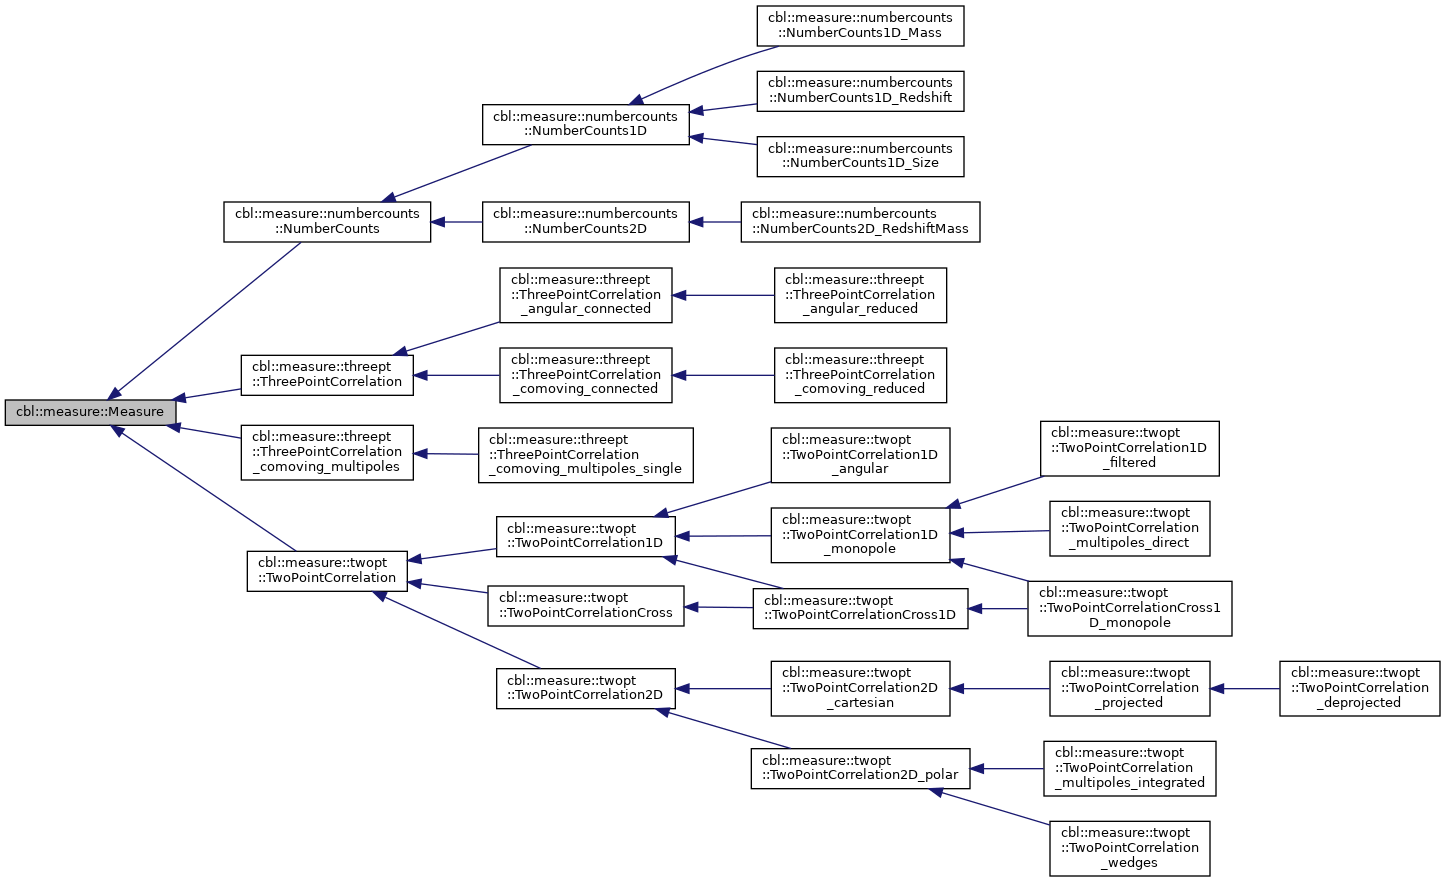 cbl::measure::numbercounts
::NumberCounts1D_Mass
cbl::measure::numbercounts
::NumberCounts1D_Redshift
cbl::measure::numbercounts
::NumberCounts1D
cbl::measure::numbercounts
::NumberCounts1D_Size
cbl::measure::numbercounts
::NumberCounts
cbl::measure::numbercounts
::NumberCounts2D
cbl::measure::numbercounts
::NumberCounts2D_RedshiftMass
cbl::measure::threept
::ThreePointCorrelation
_angular_connected
cbl::measure::threept
::ThreePointCorrelation
_angular_reduced
cbl::measure::threept
::ThreePointCorrelation
cbl::measure::threept
::ThreePointCorrelation
_comoving_connected
cbl::measure::threept
::ThreePointCorrelation
_comoving_reduced
cbl::measure::Measure
cbl::measure::threept
::ThreePointCorrelation
_comoving_multipoles
cbl::measure::threept
::ThreePointCorrelation
_comoving_multipoles_single
cbl::measure::twopt
::TwoPointCorrelation1D
_angular
cbl::measure::twopt
::TwoPointCorrelation1D
_filtered
cbl::measure::twopt
::TwoPointCorrelation1D
cbl::measure::twopt
::TwoPointCorrelation1D
_monopole
cbl::measure::twopt
::TwoPointCorrelation
_multipoles_direct
cbl::measure::twopt
::TwoPointCorrelation
cbl::measure::twopt
::TwoPointCorrelationCross
cbl::measure::twopt
::TwoPointCorrelationCross1D
cbl::measure::twopt
::TwoPointCorrelationCross1
D_monopole
cbl::measure::twopt
::TwoPointCorrelation2D
cbl::measure::twopt
::TwoPointCorrelation2D
_cartesian
cbl::measure::twopt
::TwoPointCorrelation
_projected
cbl::measure::twopt
::TwoPointCorrelation
_deprojected
cbl::measure::twopt
::TwoPointCorrelation2D_polar
cbl::measure::twopt
::TwoPointCorrelation
_multipoles_integrated
cbl::measure::twopt
::TwoPointCorrelation
_wedges